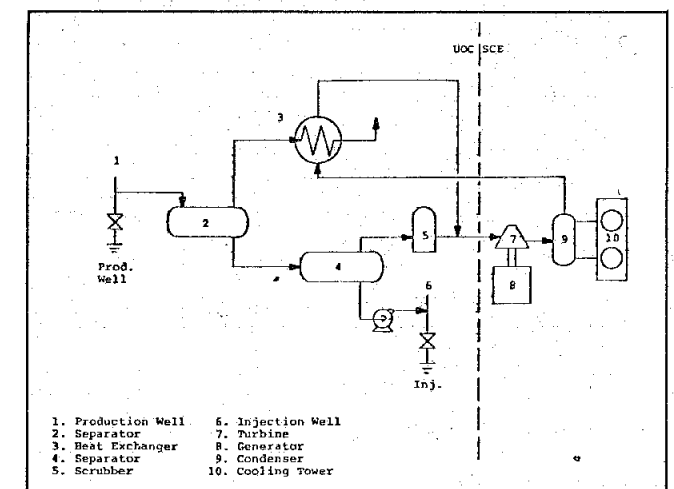 UOC SCE
3
1
2
5
7
9
10
4
6
8
Prod.
Well
Inj.
1. Production Well 6. Injection Well
2. Separator 7. Turbine
3. Heat Exchanger 8. Generator
4. Separator 9. Condenser
5. Scrubber 10. Cooling Tower